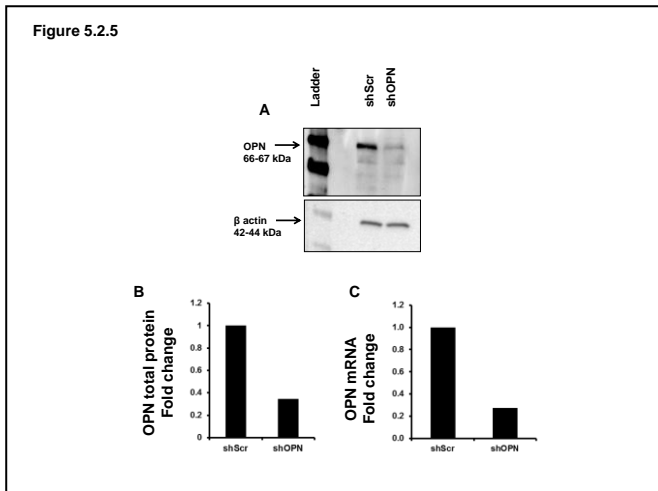 Figure 5.2.5
Ladder
shScr
shOPN
A
OPN
66-67 kDa
β actin
42-44 kDa
B
OPN total protein
Fold change
1.2
1
0.8
0.6
0.4
0.2
0
shScr
shOPN
C
OPN mRNA
Fold change
1.2
1.0
0.8
0.6
0.4
0.2
0.0
shScr
shOPN